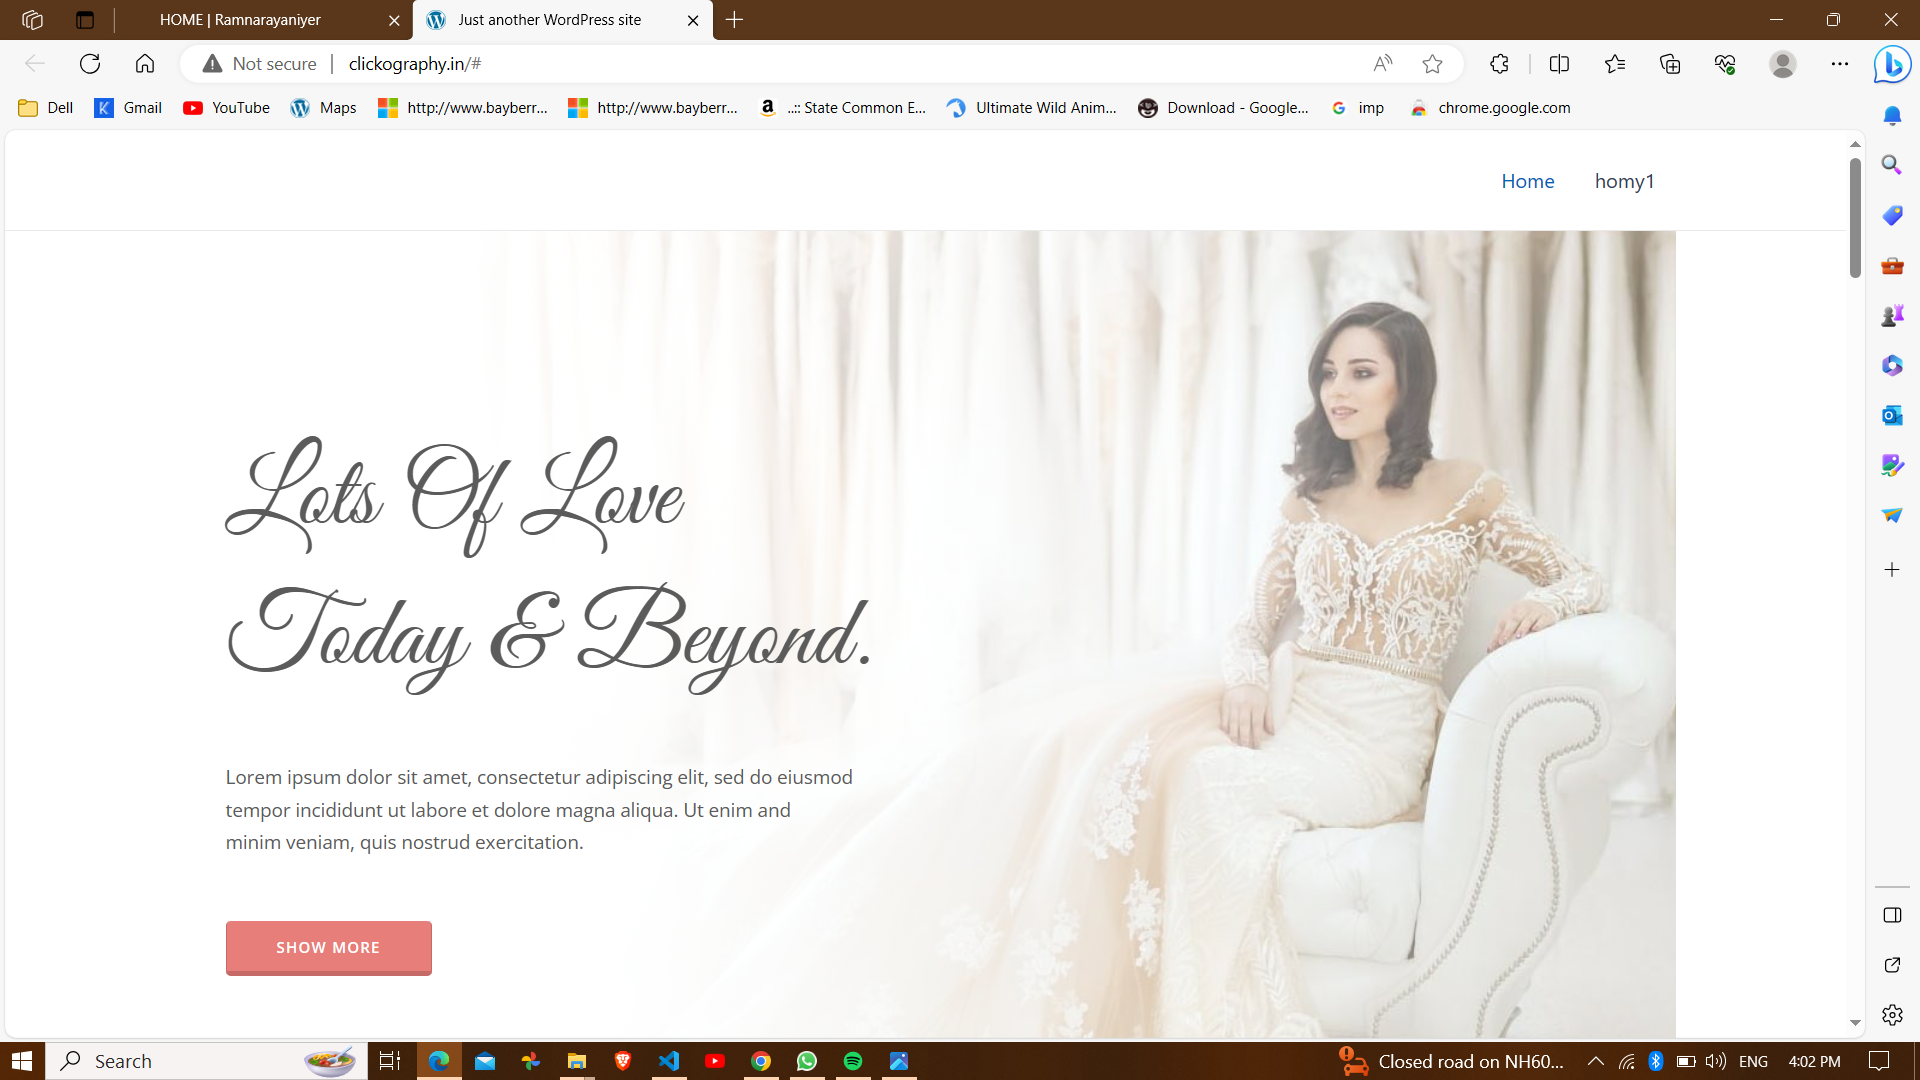 HOME | Ramnarayaniyer
Just another WordPress site
Not secure
clickography.in/#
Dell
Gmail
YouTube
Maps
http://www.bayberr...
http://www.bayberr...
..:: State Common E...
Ultimate Wild Anim...
Download - Google...
imp
chrome.google.com
Home
homy1
Lots Of Love
Today & Beyond.
Lorem ipsum dolor sit amet, consectetur adipiscing elit, sed do eiusmod
tempor incididunt ut labore et dolore magna aliqua. Ut enim and
minim veniam, quis nostrud exercitation.
SHOW MORE
Search
Closed road on NH60...
ENG
4:02 PM